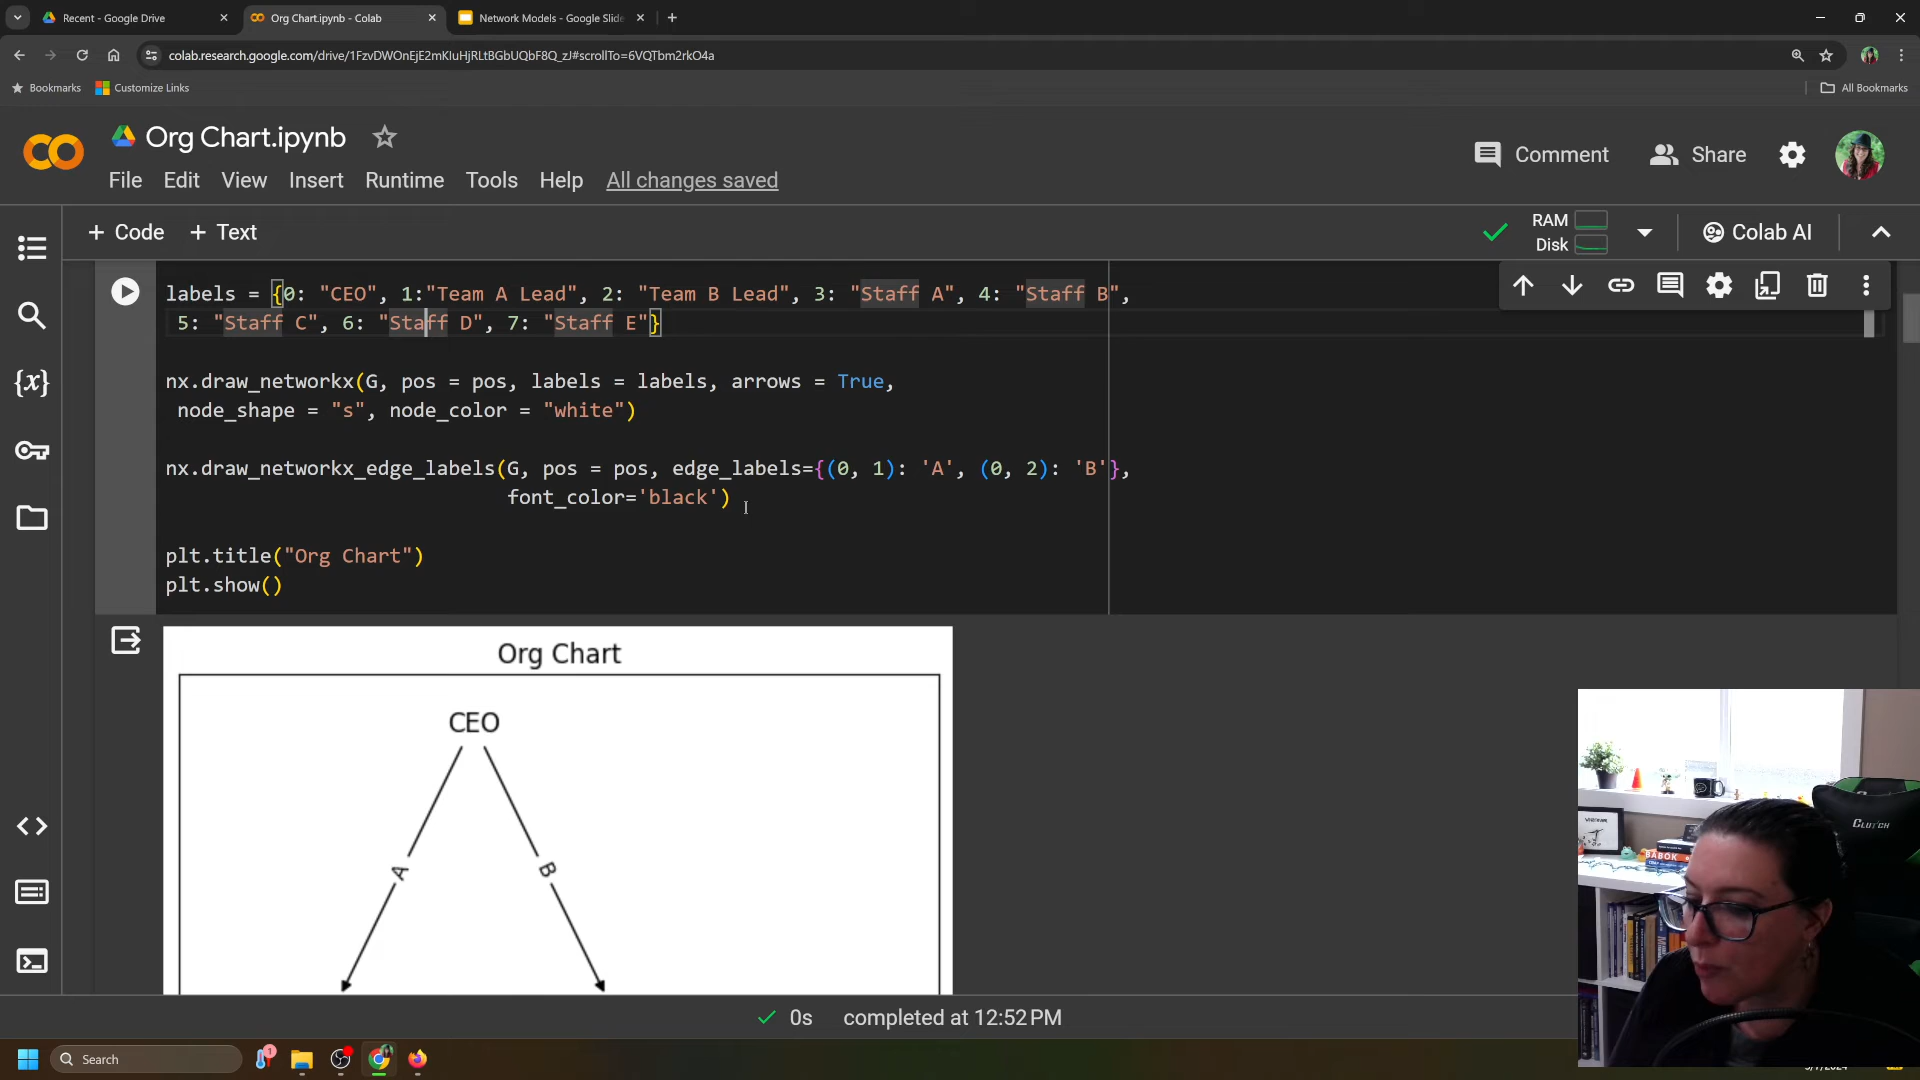 Recent - Google Drive
Org Chart.ipynb - Colab
Network Models - Google Slide
colab.research.google.com/drive/1FzvDWOnEjE2mKIuHjRLtBGbUQbF8Q_zJ#scrollTo=6VQTbm2rkO4a
Bookmarks
Customize Links
All Bookmarks
Org Chart.ipynb
Comment
Share
File Edit View Insert Runtime Tools Help All changes saved
+ Code + Text
RAM
Disk
Colab AI
labels = {0: "CEO", 1:"Team A Lead", 2: "Team B Lead", 3: "Staff A", 4: "Staff B",
5: "Staff C", 6: "Staff D", 7: "Staff E"}
nx.draw_networkx(G, pos = pos, labels = labels, arrows = True,
node_shape = "s", node_color = "white")
nx.draw_networkx_edge_labels(G, pos = pos, edge_labels={(0, 1): 'A', (0, 2): 'B'},
font_color='black')
plt.title("Org Chart")
plt.show()
Org Chart
CEO
A
B
CLUTCH
BABOK
0s completed at 12:52 PM
Search
1